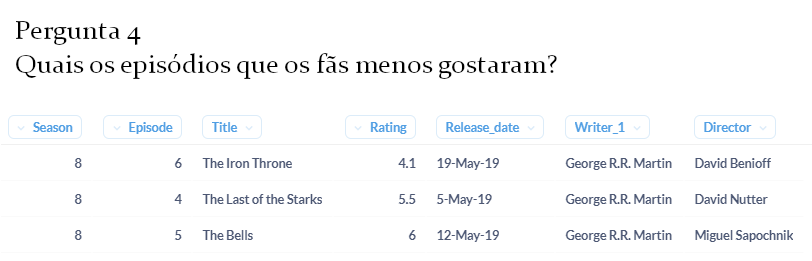 Pergunta 4
Quais os episódios que os fãs menos gostaram?
Season Episode Title Rating Release_date Writer_1 Director
8 6 The Iron Throne 4.1 19-May-19 George R.R. Martin David Benioff
8 4 The Last of the Starks 5.5 5-May-19 George R.R. Martin David Nutter
8 5 The Bells 6 12-May-19 George R.R. Martin Miguel Sapochnik